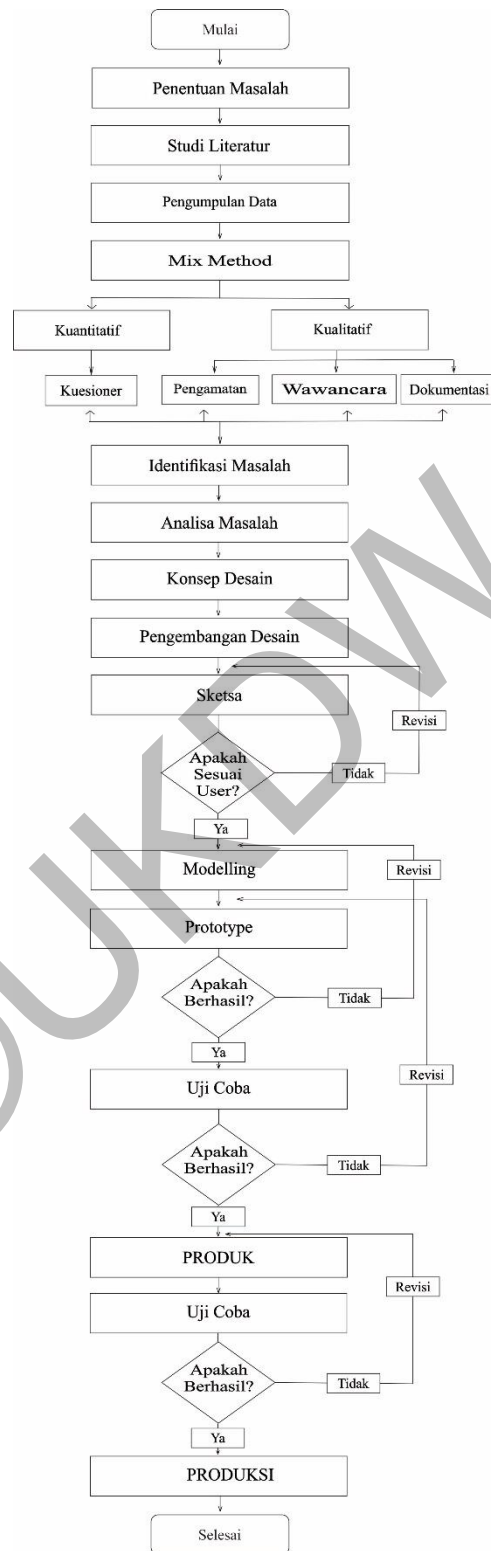 Mulai
Penentuan Masalah
Studi Literatur
Pengumpulan Data
Mix Method
Kuantitatif
Kualitatif
Kuesioner
Pengamatan
Wawancara
Dokumentasi
Identifikasi Masalah
Analisa Masalah
Konsep Desain
Pengembangan Desain
Sketsa
Revisi
Apakah
Sesuai
User?
Tidak
Ya
Modelling
Revisi
Prototype
Apakah
Berhasil?
Tidak
Ya
Uji Coba
Revisi
Apakah
Berhasil?
Tidak
Ya
PRODUK
Revisi
Uji Coba
Apakah
Berhasil?
Tidak
Ya
PRODUKSI
Selesai
UKDW